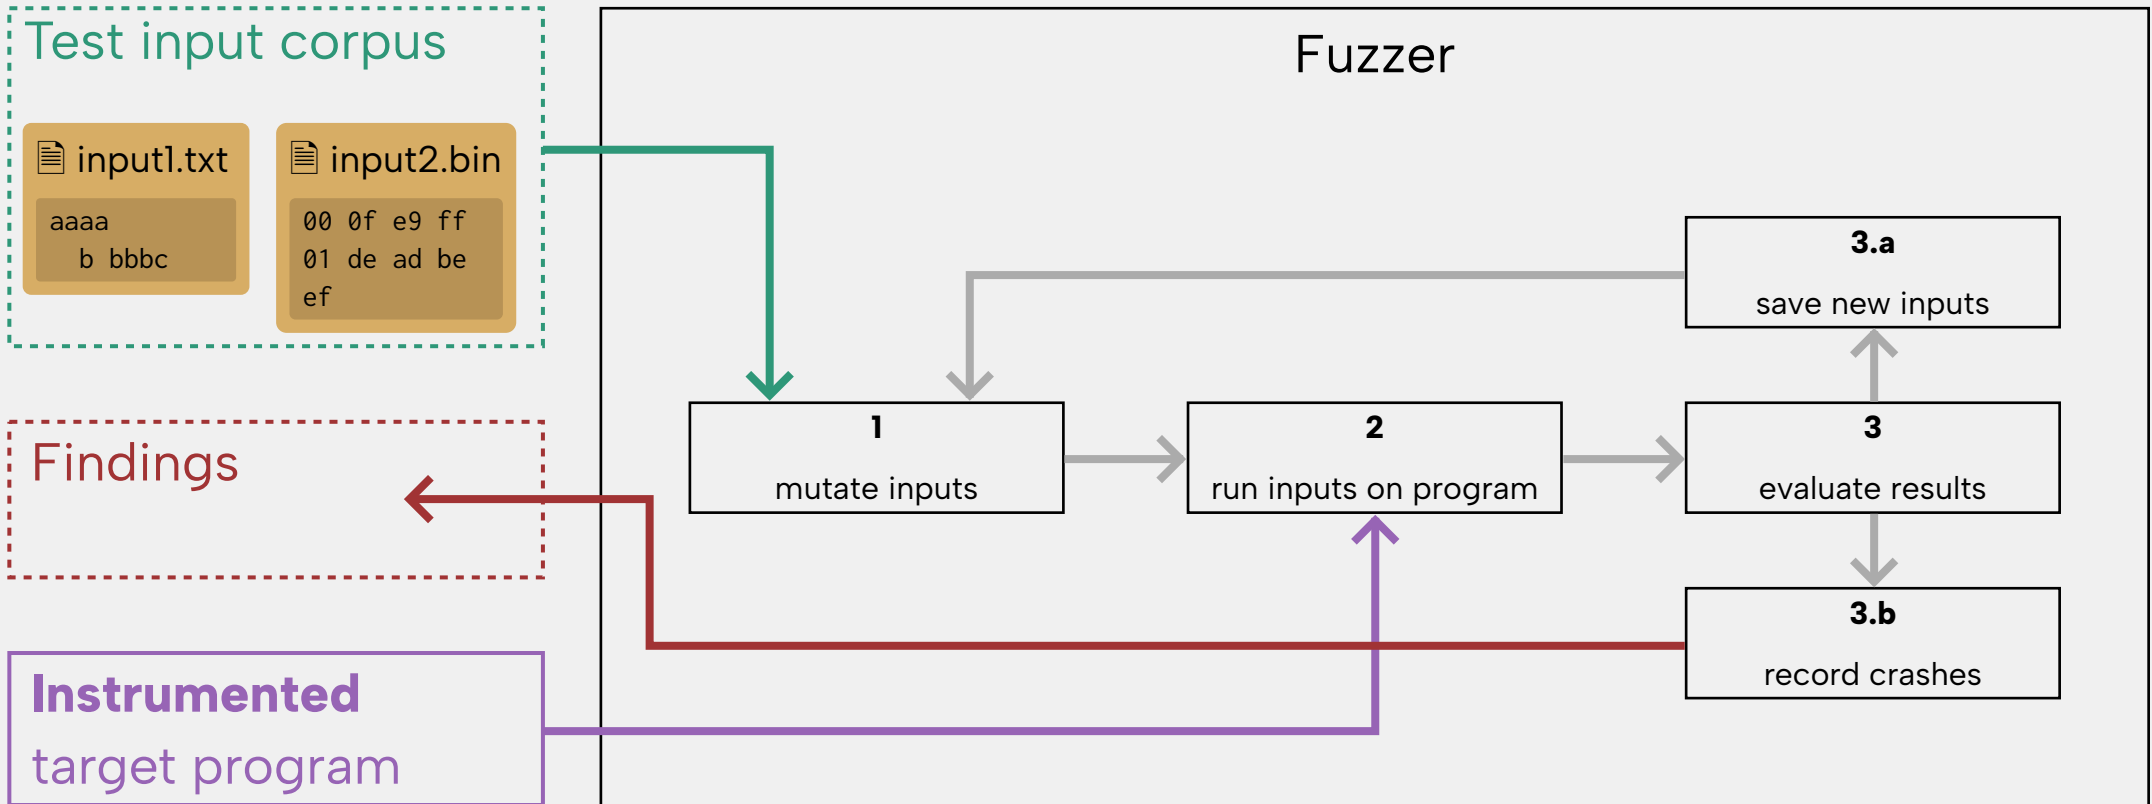 Test input corpus
input1.txt
aaaa
  b bbbc
input2.bin
00 0f e9 ff
01 de ad be
ef
Findings
Instrumented
target program
Fuzzer
1
mutate inputs
2
run inputs on program
3
evaluate results
3.a
save new inputs
3.b
record crashes